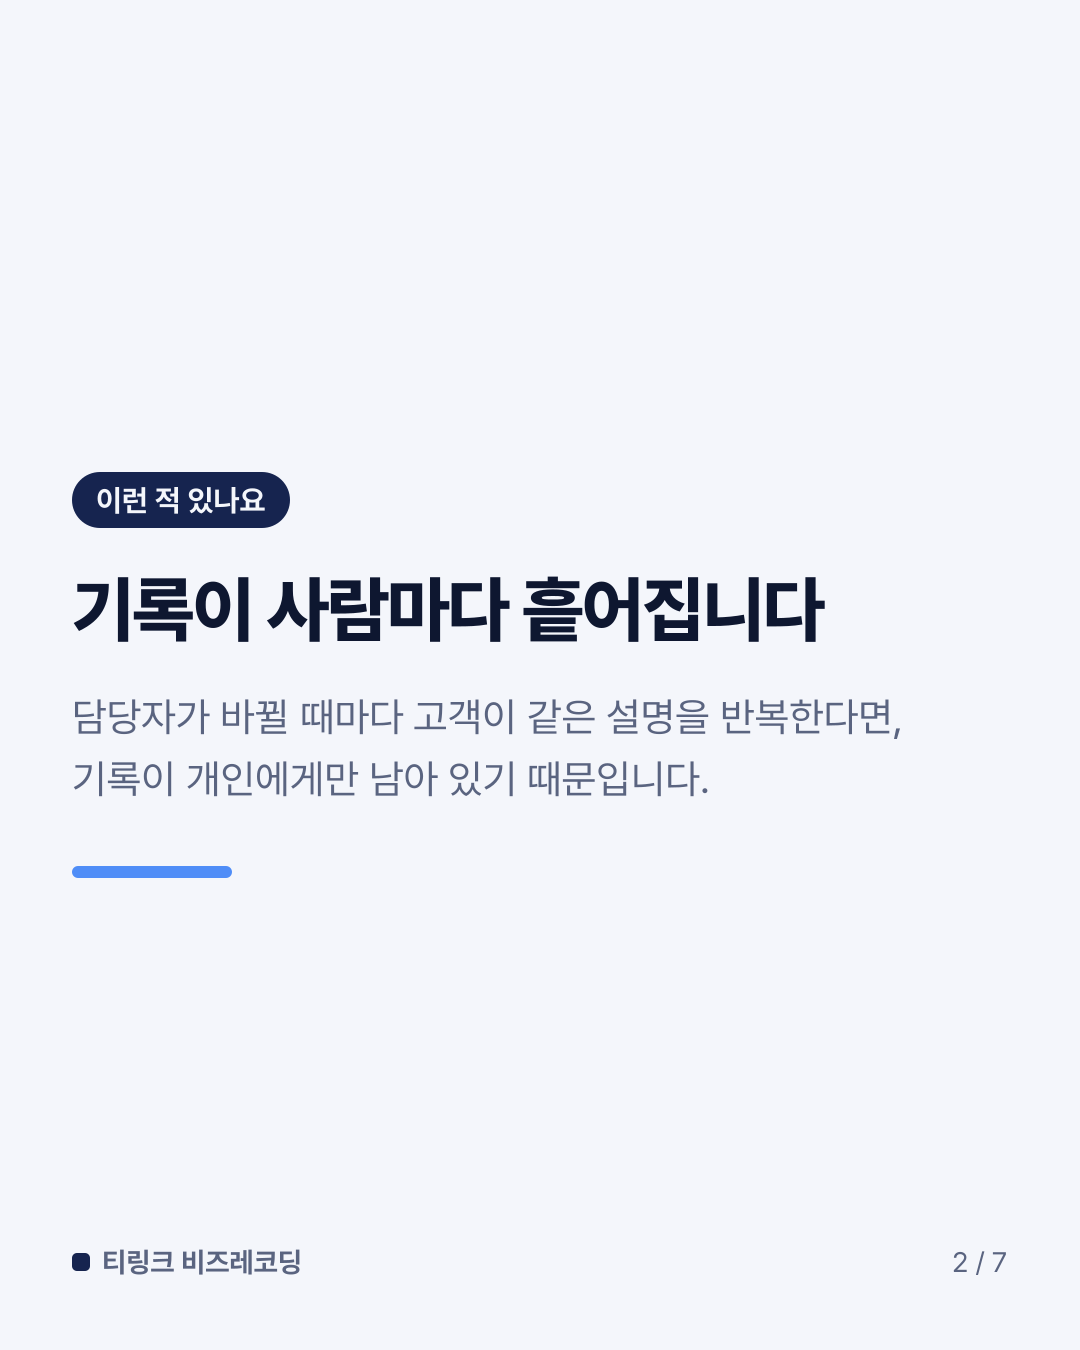 이런 적 있나요
기록이 사람마다 흩어집니다
담당자가 바뀔 때마다 고객이 같은 설명을 반복한다면,
기록이 개인에게만 남아 있기 때문입니다.
티링크 비즈레코딩
2 / 7